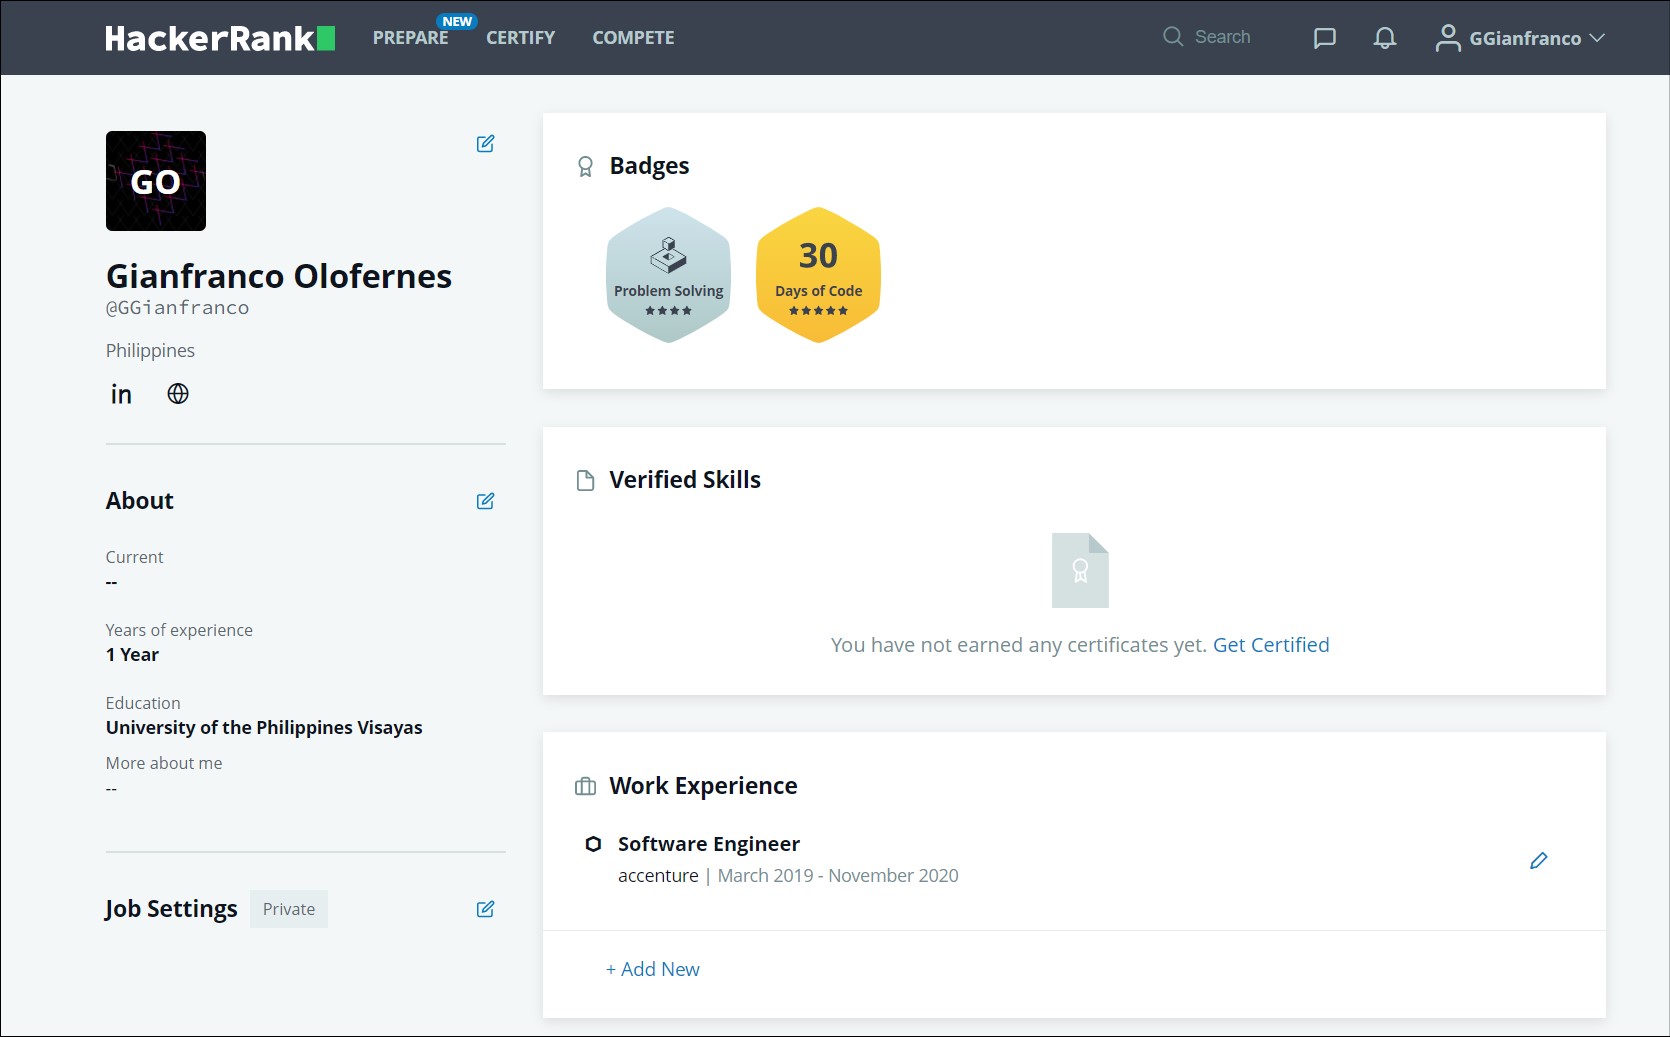 HackerRank
PREPARE NEW CERTIFY COMPETE
Search
GGianfranco
GO
Gianfranco Olofernes
@GGianfranco
Philippines
in
About
Current
--
Years of experience
1 Year
Education
University of the Philippines Visayas
More about me
--
Job Settings Private
Badges
Problem Solving
30
Days of Code
Verified Skills
You have not earned any certificates yet. Get Certified
Work Experience
Software Engineer
accenture | March 2019 - November 2020
+ Add New